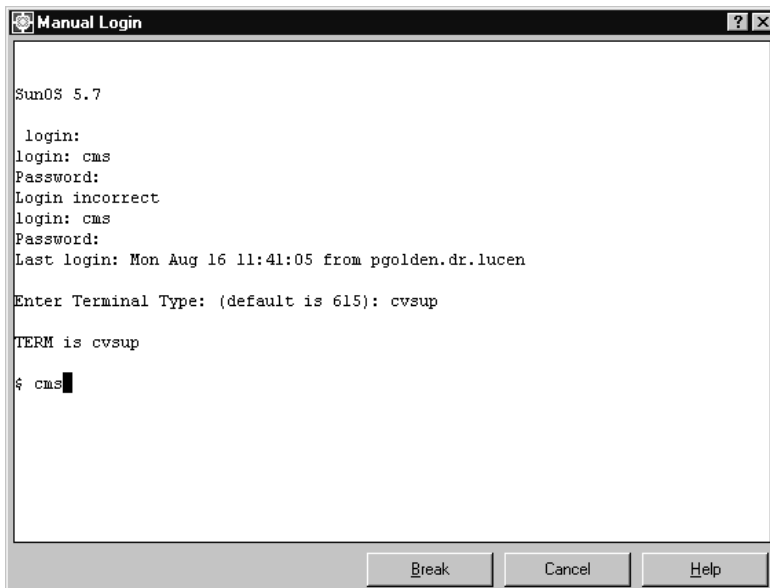 Manual Login
SunOS 5.7
login:
login: cms
Password:
Login incorrect
login: cms
Password:
Last login: Mon Aug 16 11:41:05 from pgolden.dr.lucen
Enter Terminal Type: (default is 615): cvsup
TERM is cvsup
$ cms
Break Cancel Help